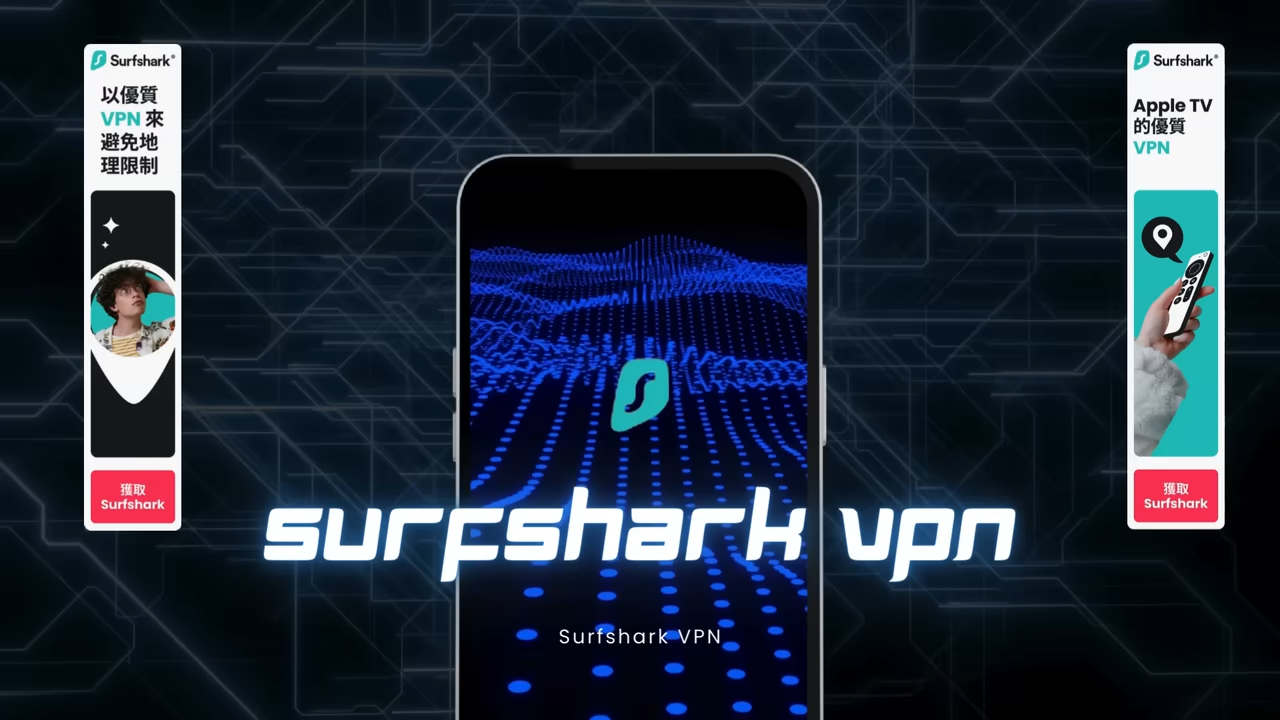 Surfshark®
以優質
VPN 來
避免地
理限制
獲取
Surfshark
Surfshark®
Apple TV
的優質
VPN
獲取
Surfshark
surfshark vpn
Surfshark VPN